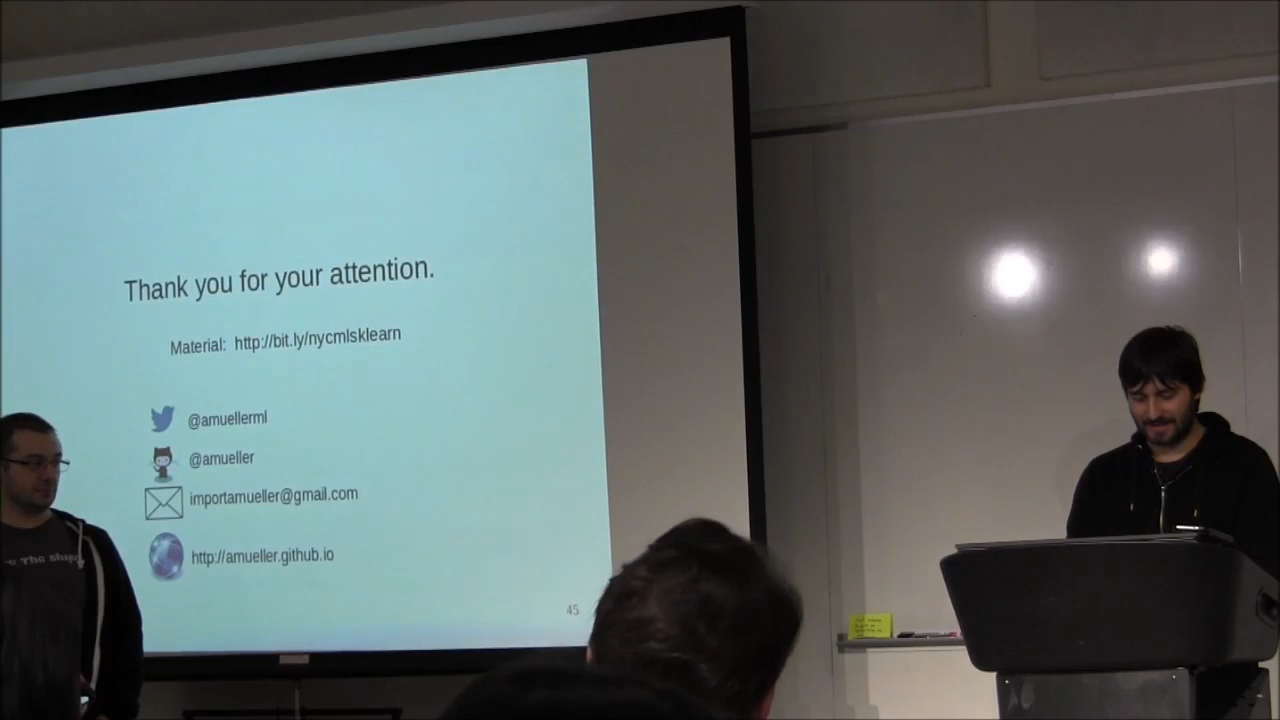 Thank you for your attention.
Material: http://bit.ly/nycmlsklearn
@amuellerml
@amueller
importamueller@gmail.com
http://amueller.github.io
45
The